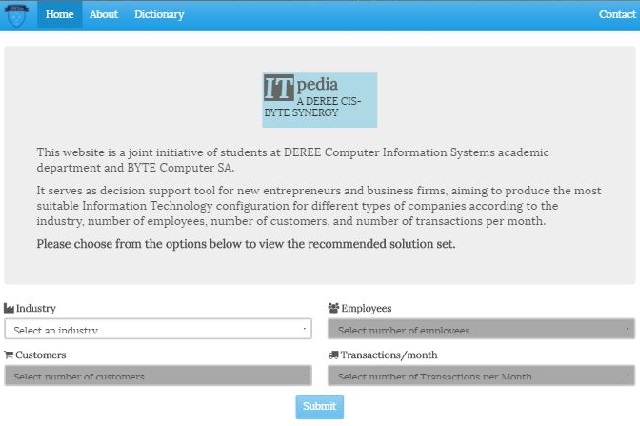 Home About Dictionary Contact
IT pedia
A DEREE CIS-
BYTE SYNERGY
This website is a joint initiative of students at DEREE Computer Information Systems academic
department and BYTE Computer SA.
It serves as decision support tool for new entrepreneurs and business firms, aiming to produce the most
suitable Information Technology configuration for different types of companies according to the
industry, number of employees, number of customers, and number of transactions per month.
Please choose from the options below to view the recommended solution set.
Industry Employees
Select an industry Select number of employees
Customers Transactions/month
Select number of customers Select number of Transactions per Month
Submit